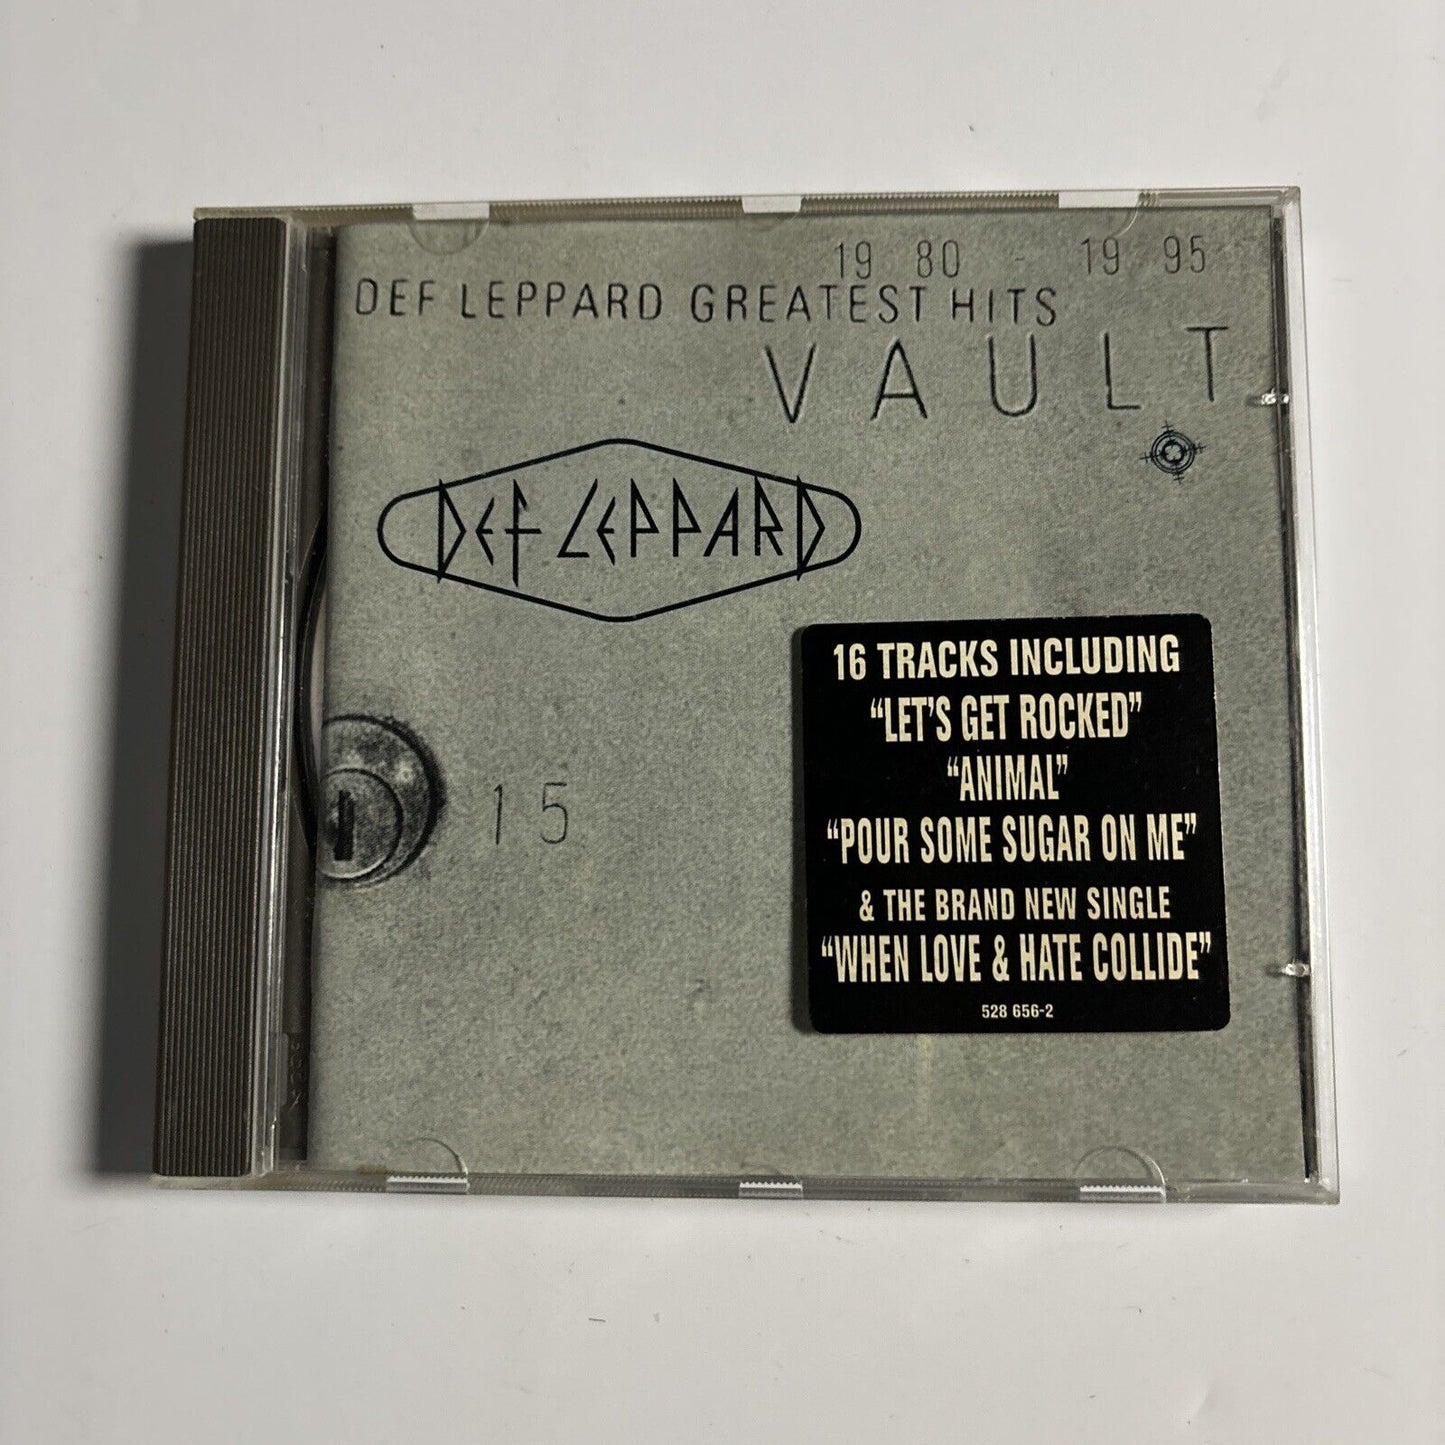 19 80 - 19 95
DEF LEPPARD GREATEST HITS
VAULT
DEF LEPPARD
15
16 TRACKS INCLUDING
“LET'S GET ROCKED”
“ANIMAL”
“POUR SOME SUGAR ON ME”
& THE BRAND NEW SINGLE
“WHEN LOVE & HATE COLLIDE”
528 656-2